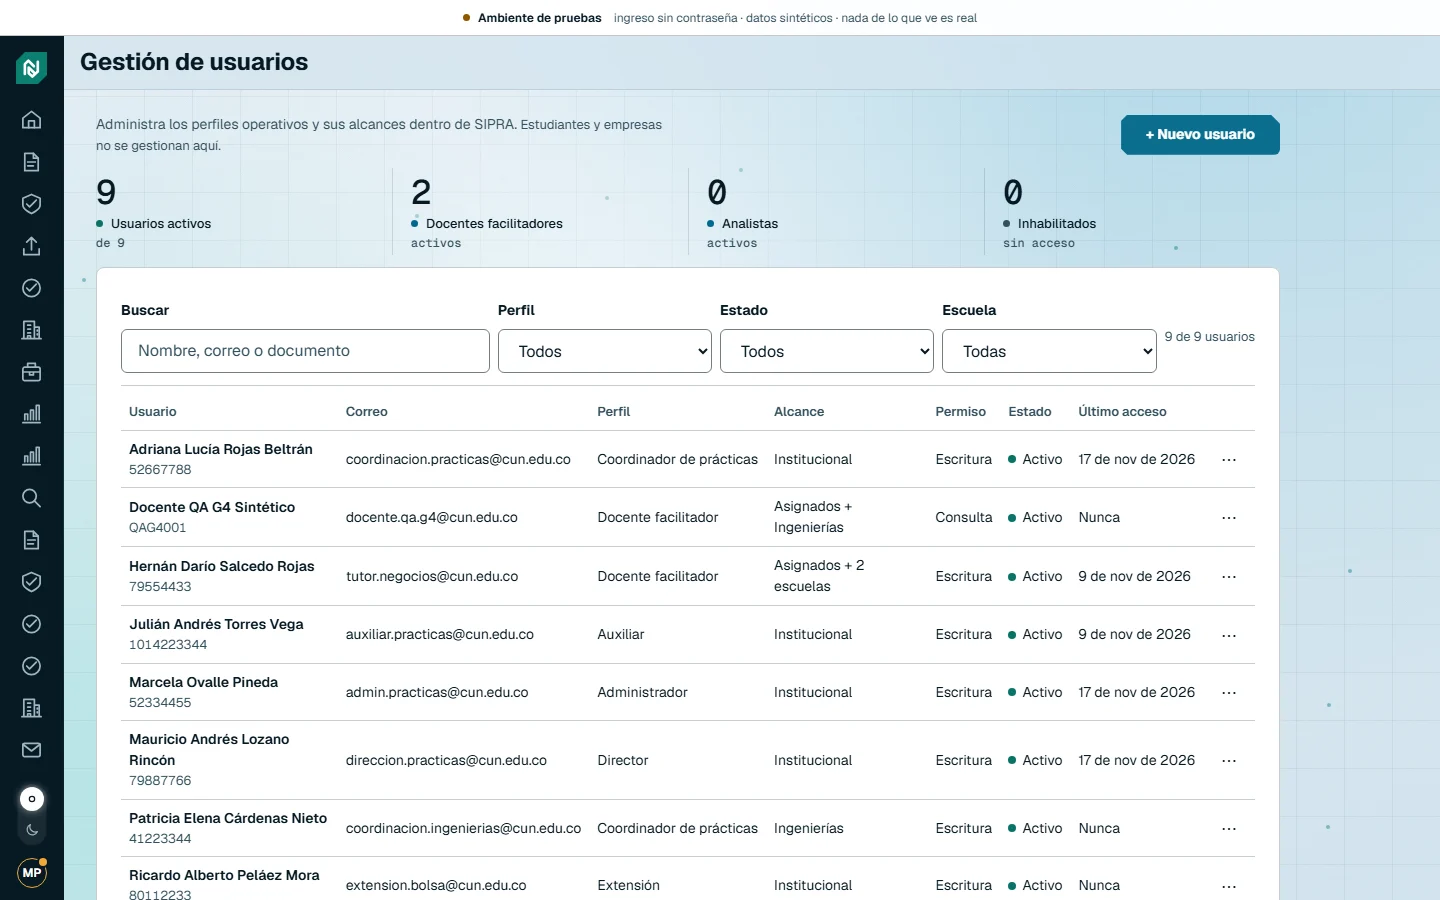 Ambiente de pruebas ingreso sin contraseña · datos sintéticos · nada de lo que ve es real
Gestión de usuarios
Administra los perfiles operativos y sus alcances dentro de SIPRA. Estudiantes y empresas
no se gestionan aquí.
+ Nuevo usuario
9 2 0 0
Usuarios activos Docentes facilitadores Analistas Inhabilitados
de 9 activos activos sin acceso
Buscar Perfil Estado Escuela
Nombre, correo o documento Todos Todos Todas 9 de 9 usuarios
Usuario Correo Perfil Alcance Permiso Estado Último acceso
Adriana Lucía Rojas Beltrán
52667788
coordinacion.practicas@cun.edu.co Coordinador de prácticas Institucional Escritura Activo 17 de nov de 2026 ···
Docente QA G4 Sintético
QAG4001
docente.qa.g4@cun.edu.co Docente facilitador
Asignados +
Ingenierías
Consulta Activo Nunca ···
Hernán Darío Salcedo Rojas
79554433
tutor.negocios@cun.edu.co Docente facilitador
Asignados + 2
escuelas
Escritura Activo 9 de nov de 2026 ···
Julián Andrés Torres Vega
1014223344
auxiliar.practicas@cun.edu.co Auxiliar Institucional Escritura Activo 9 de nov de 2026 ···
Marcela Ovalle Pineda
52334455
admin.practicas@cun.edu.co Administrador Institucional Escritura Activo 17 de nov de 2026 ···
Mauricio Andrés Lozano
Rincón
79887766
direccion.practicas@cun.edu.co Director Institucional Escritura Activo 17 de nov de 2026 ···
Patricia Elena Cárdenas Nieto
41223344
coordinacion.ingenierias@cun.edu.co Coordinador de prácticas Ingenierías Escritura Activo Nunca ···
Ricardo Alberto Peláez Mora
80112233
extension.bolsa@cun.edu.co Extensión Institucional Escritura Activo Nunca ···
MP